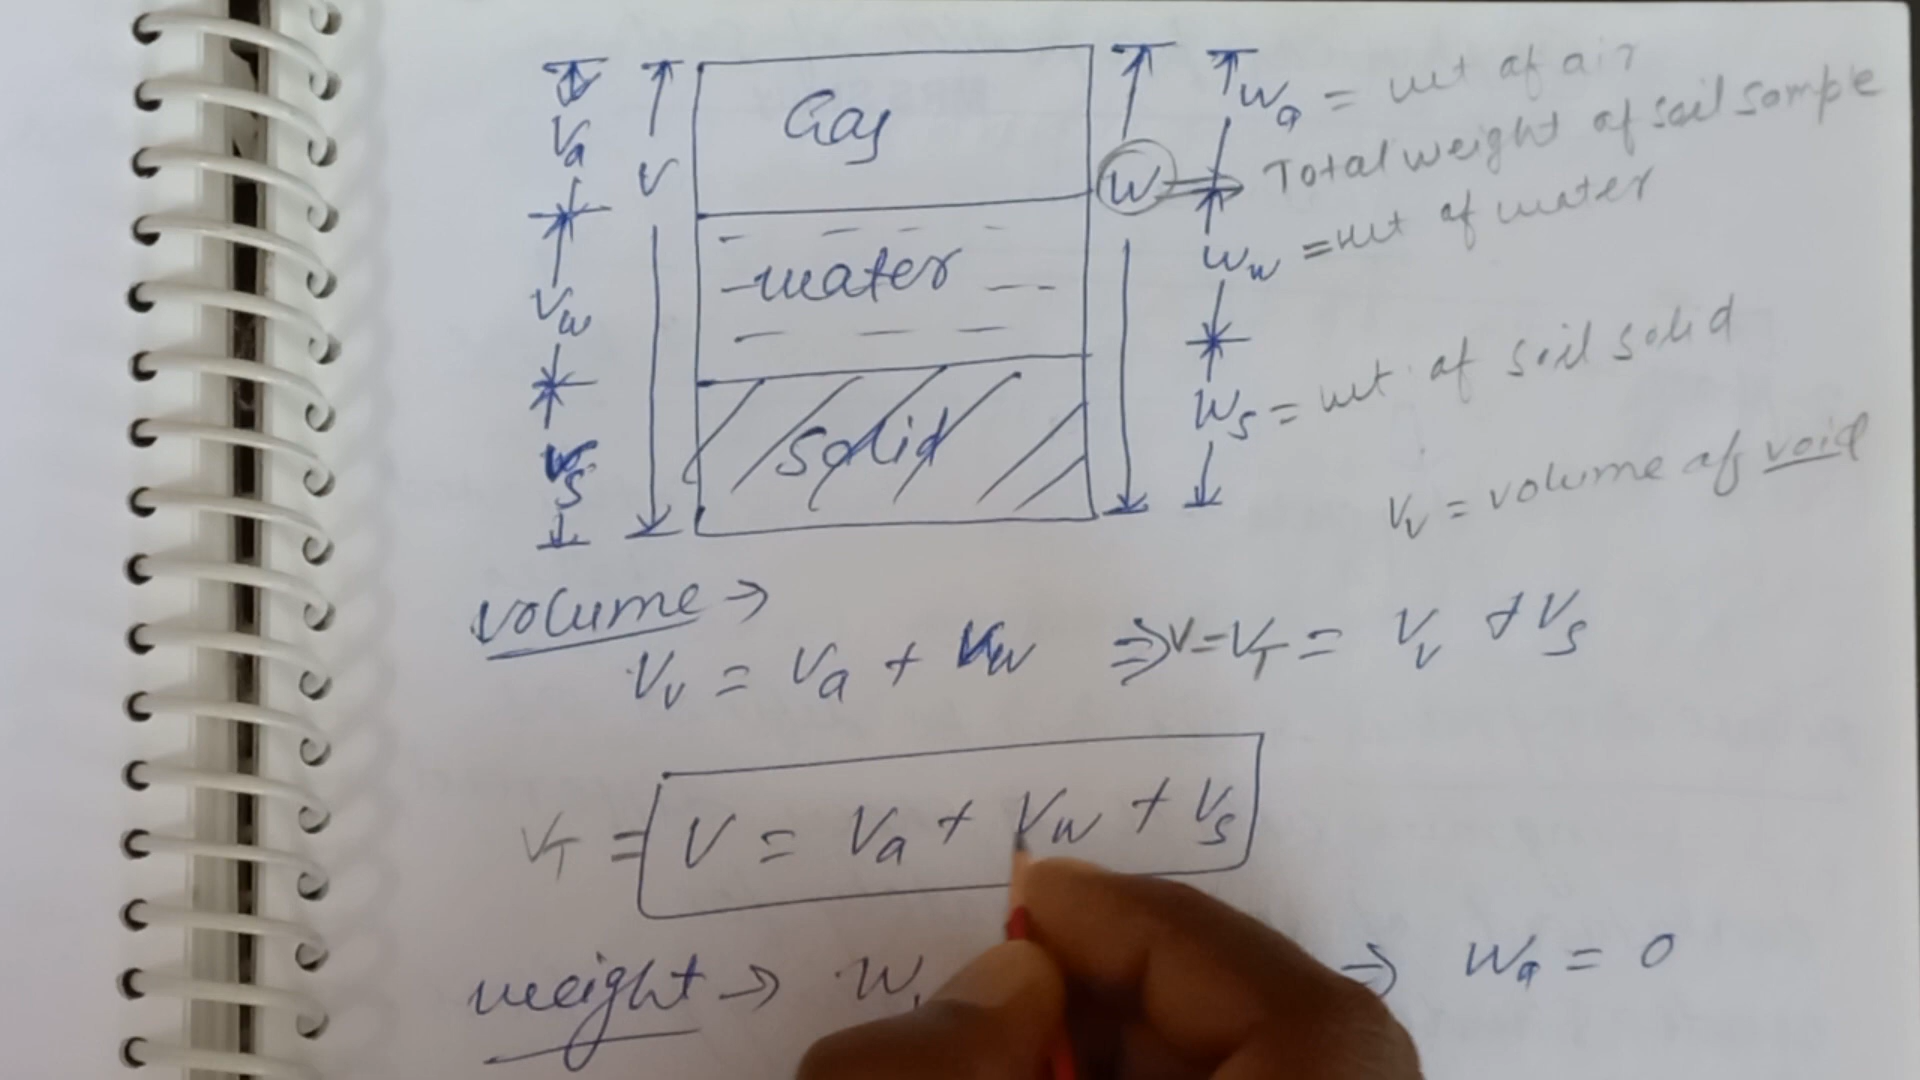 Va
V
Gas
W
Wa = wt of air
Total weight of soil sample
Vw
water
Ww = wt of water
Vs
solid
Ws = wt. of soil solid
Vv = volume of void
volume →
Vv = Va + Vw ⇒ V = VT = Vv + Vs
VT = V = Va + Vw + Vs
weight → W
⇒ Wa = 0